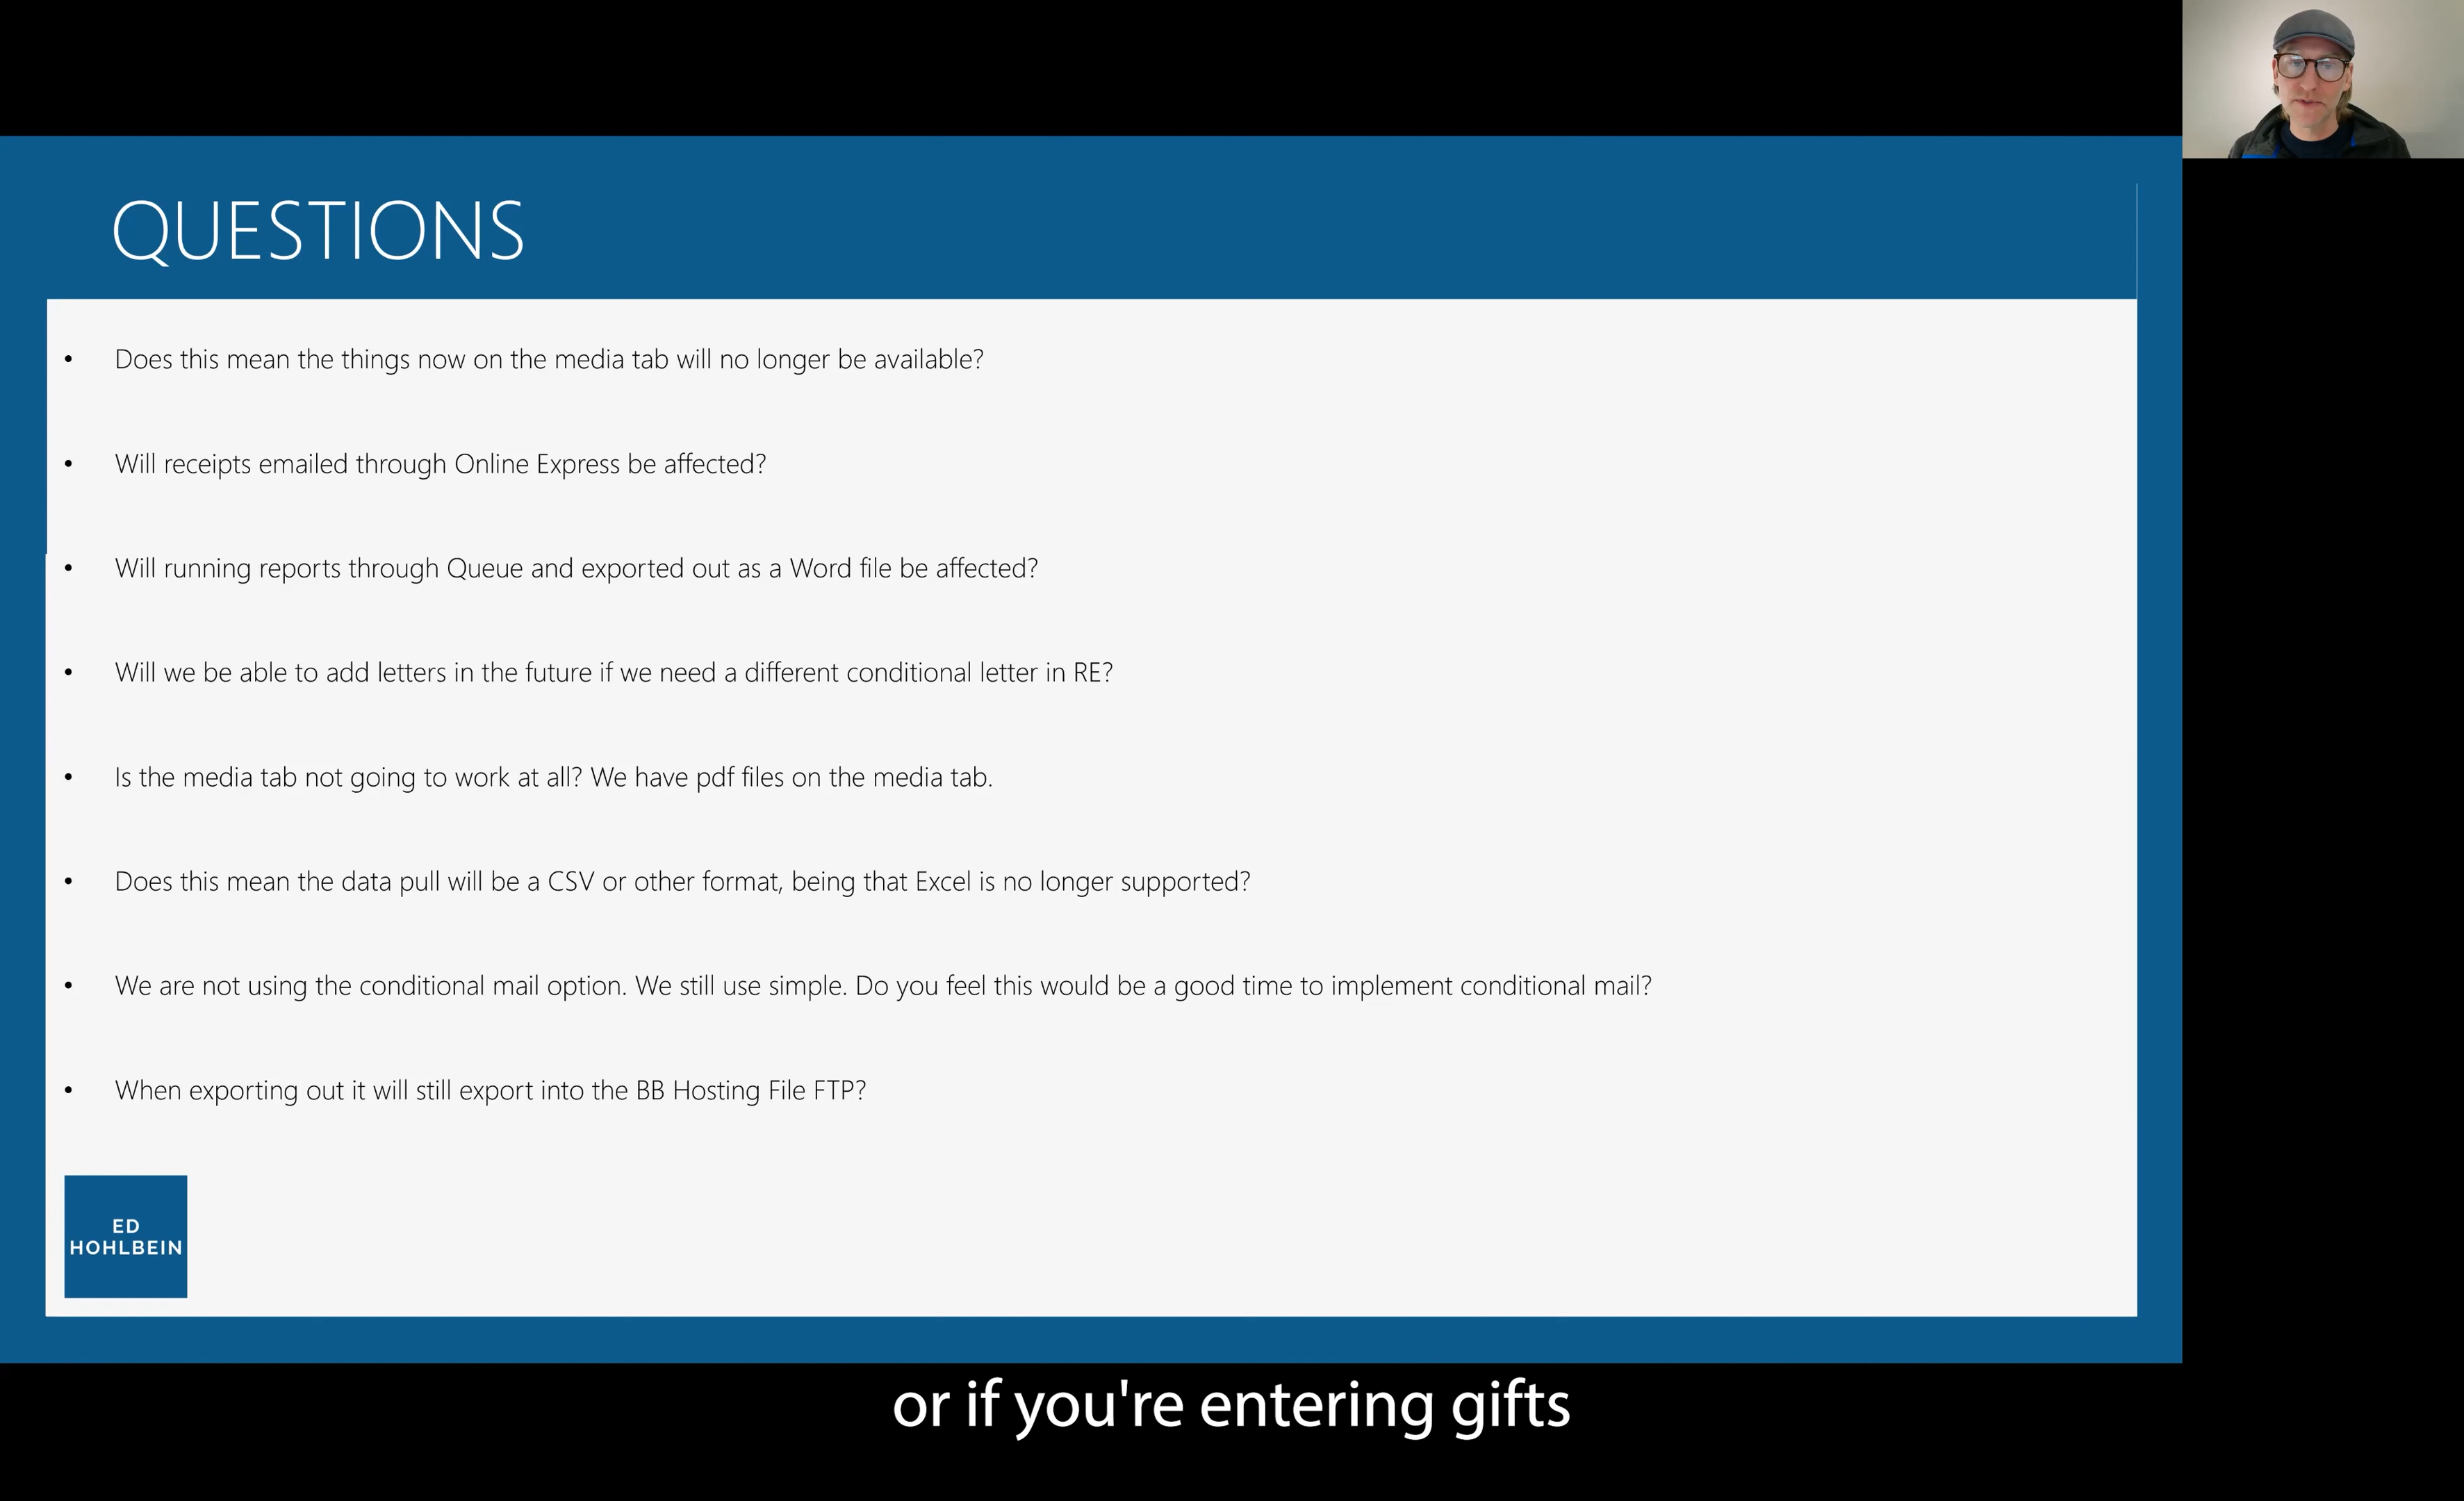 QUESTIONS
• Does this mean the things now on the media tab will no longer be available?
• Will receipts emailed through Online Express be affected?
• Will running reports through Queue and exported out as a Word file be affected?
• Will we be able to add letters in the future if we need a different conditional letter in RE?
• Is the media tab not going to work at all? We have pdf files on the media tab.
• Does this mean the data pull will be a CSV or other format, being that Excel is no longer supported?
• We are not using the conditional mail option. We still use simple. Do you feel this would be a good time to implement conditional mail?
• When exporting out it will still export into the BB Hosting File FTP?
ED
HOHLBEIN
or if you're entering gifts